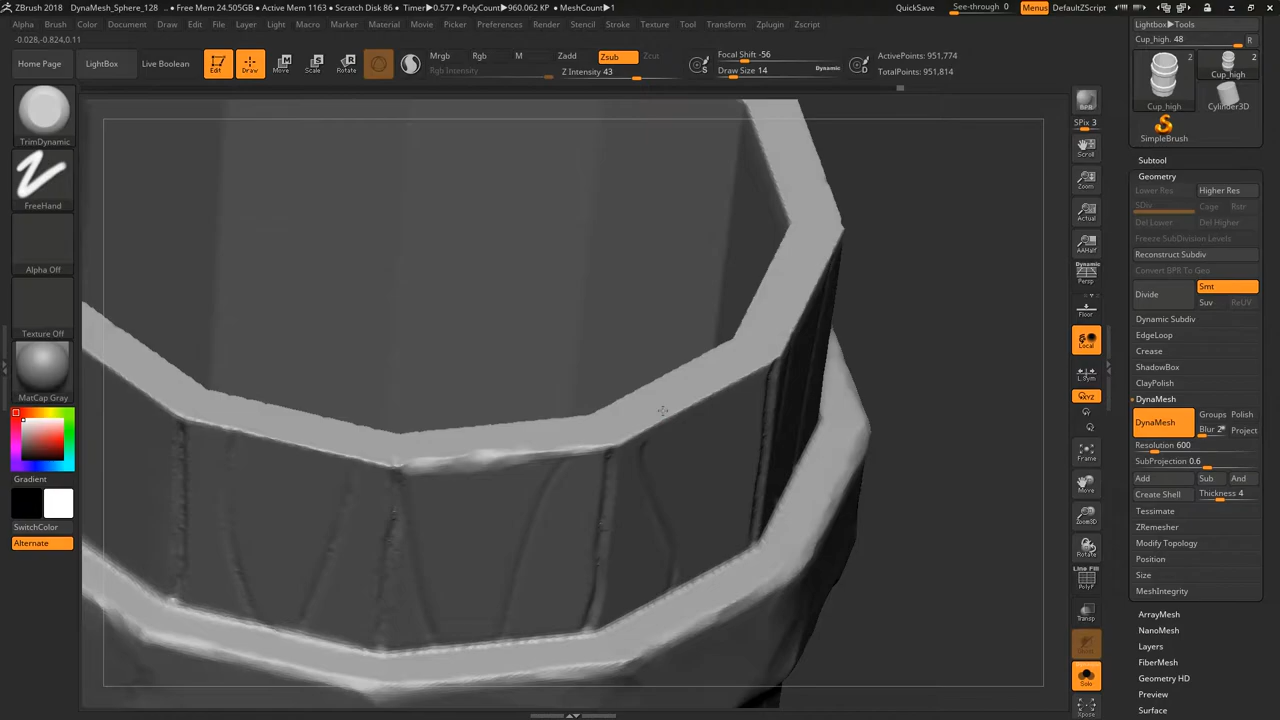 ZBrush 2018 DynaMesh_Sphere_128 .. • Free Mem 24.505GB • Active Mem 1163 • Scratch Disk 86 • Timer▶0.577 • PolyCount▶960.062 KP • MeshCount▶1
QuickSave See-through 0 Menus DefaultZScript
Alpha Brush Color Document Draw Edit File Layer Light Macro Marker Material Movie Picker Preferences Render Stencil Stroke Texture Tool Transform Zplugin Zscript
-0.028,-0.824,0.11
Home Page LightBox Live Boolean Edit Draw Move Scale Rotate
Mrgb Rgb M Zadd Zsub Zcut
Rgb Intensity Z Intensity 43
Focal Shift -56
Draw Size 14 Dynamic
S
D
ActivePoints: 951,774
TotalPoints: 951,814
TrimDynamic
FreeHand
Alpha Off
Texture Off
MatCap Gray
Gradient
SwitchColor
Alternate
BPR
SPix 3
Scroll
Zoom
Actual
AAHalf
Dynamic
Persp
Floor
Local
L.Sym
XYZ
Frame
Move
Zoom3D
Rotate
Line Fill
PolyF
Transp
Solo
Xpose
Lightbox▶Tools
Cup_high. 48 R
2 2
Cup_high Cup_high
Cylinder3D
SimpleBrush
Subtool
Geometry
Lower Res Higher Res
SDiv Cage Rstr
Del Lower Del Higher
Freeze SubDivision Levels
Reconstruct Subdiv
Convert BPR To Geo
Divide Smt
Suv ReUV
Dynamic Subdiv
EdgeLoop
Crease
ShadowBox
ClayPolish
DynaMesh
DynaMesh Groups Polish
Blur 2 Project
Resolution 600
SubProjection 0.6
Add Sub And
Create Shell Thickness 4
Tessimate
ZRemesher
Modify Topology
Position
Size
MeshIntegrity
ArrayMesh
NanoMesh
Layers
FiberMesh
Geometry HD
Preview
Surface